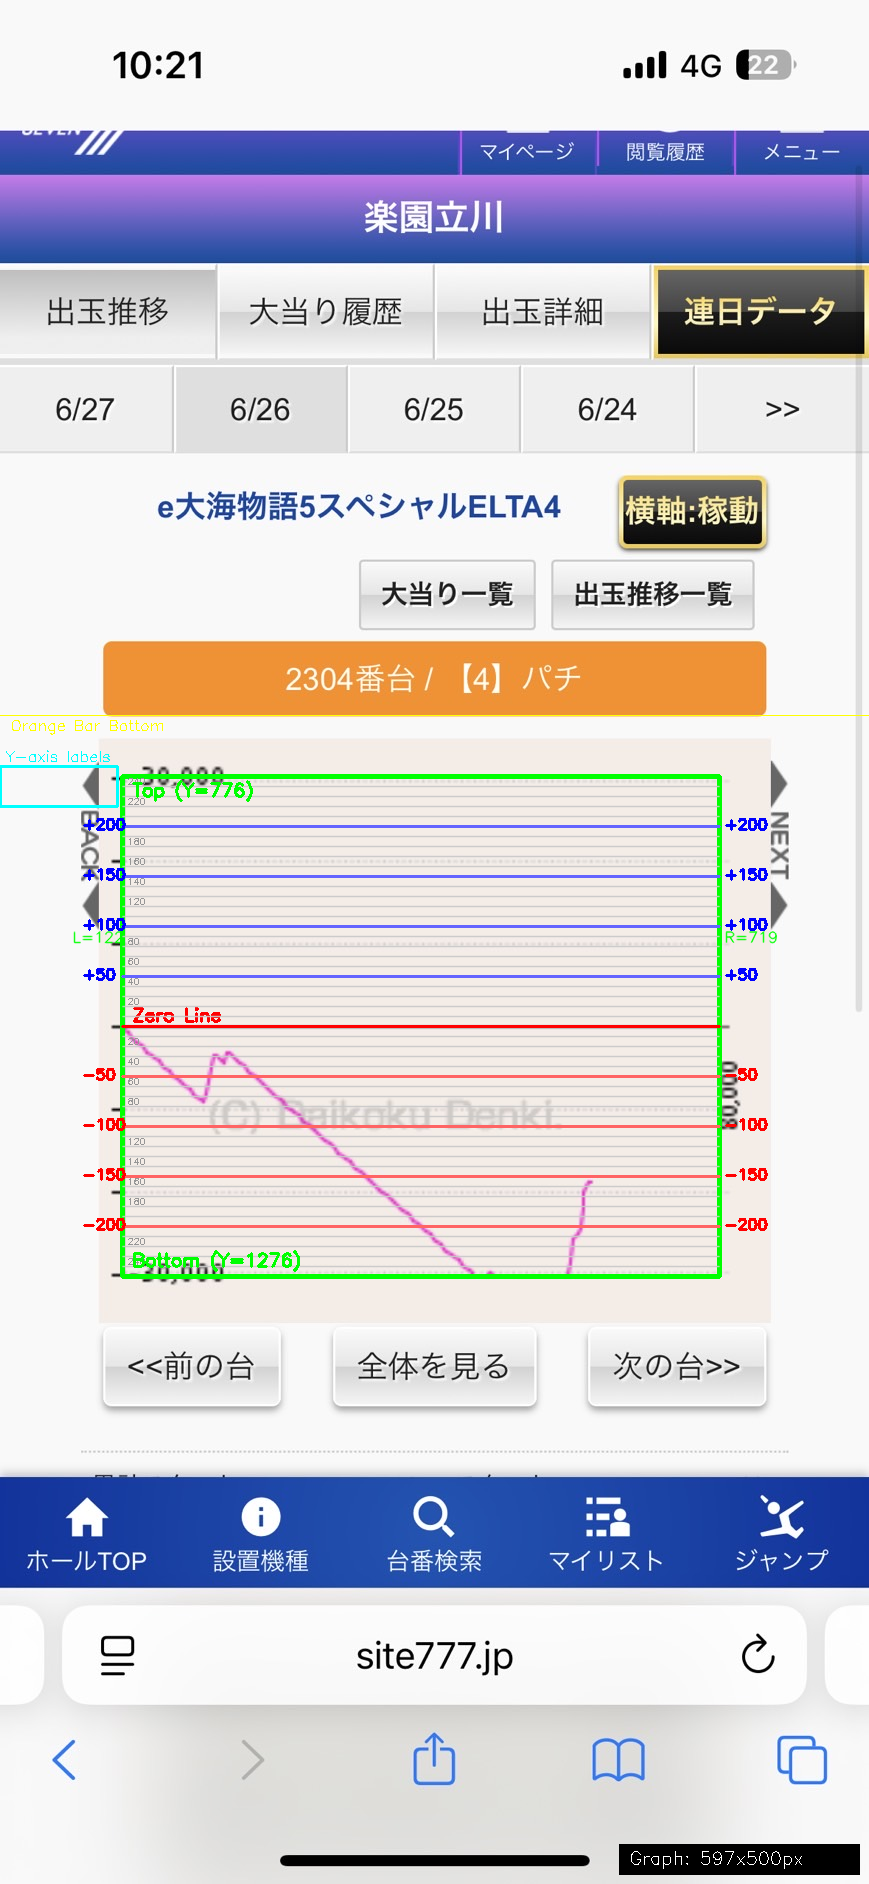 10:21
4G 22
SEVEN
マイページ 閲覧履歴 メニュー
楽園立川
出玉推移 大当り履歴 出玉詳細 連日データ
6/27 6/26 6/25 6/24 >>
e大海物語5スペシャルELTA4
横軸:稼動
大当り一覧 出玉推移一覧
2304番台 / 【4】パチ
Orange Bar Bottom
Y-axis labels
30,000
Top (Y=776)
220
+200 +200
180
160
+150 +150
140
120
+100 +100
BACK
NEXT
R=719
80
60
+50 +50
40
20
Zero Line
20
40
-50
60
80
30,000
(C) Daikoku Denki.
-100 -100
120
140
-150 -150
160
180
-200 -200
220
Bottom (Y=1276)
30,000
<<前の台 全体を見る 次の台>>
ホールTOP 設置機種 台番検索 マイリスト ジャンプ
site777.jp
Graph: 597x500px